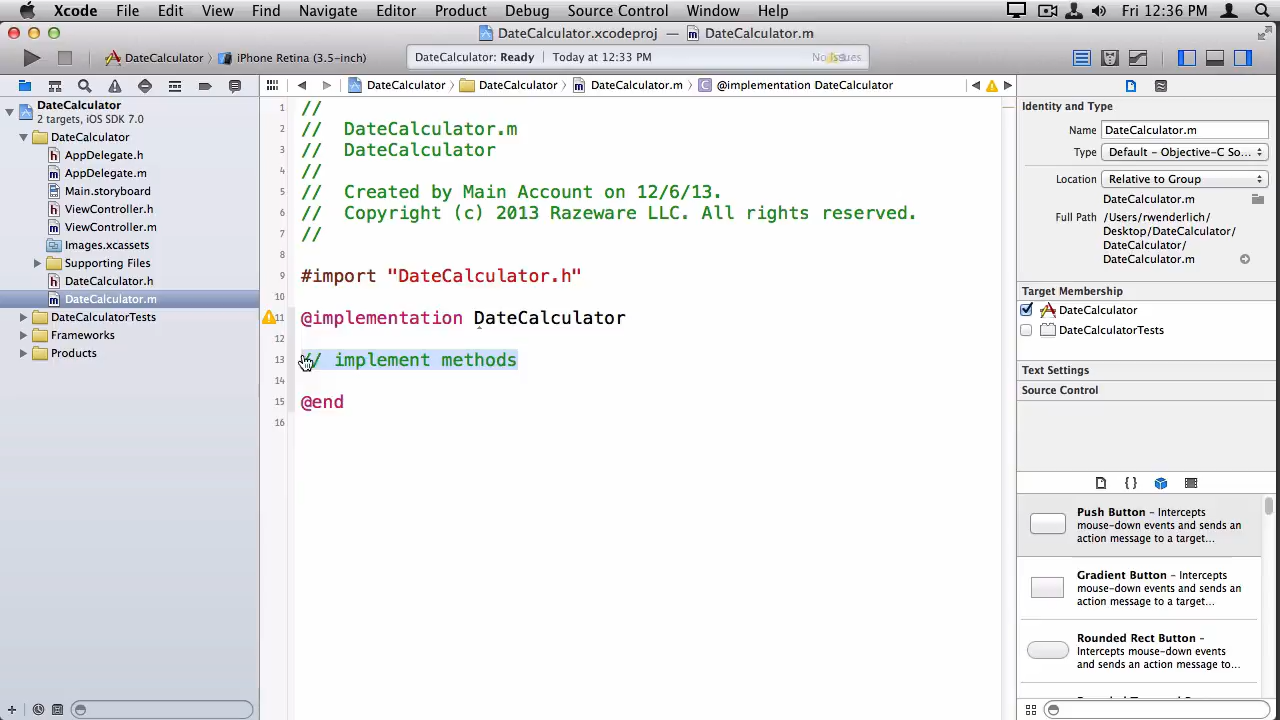 Xcode File Edit View Find Navigate Editor Product Debug Source Control Window Help Fri 12:36 PM
DateCalculator.xcodeproj — DateCalculator.m
DateCalculator iPhone Retina (3.5-inch) DateCalculator: Ready Today at 12:33 PM No Issues
DateCalculator DateCalculator DateCalculator.m @implementation DateCalculator
DateCalculator
2 targets, iOS SDK 7.0
DateCalculator
AppDelegate.h
AppDelegate.m
Main.storyboard
ViewController.h
ViewController.m
Images.xcassets
Supporting Files
DateCalculator.h
DateCalculator.m
DateCalculatorTests
Frameworks
Products
1 //
2 // DateCalculator.m
3 // DateCalculator
4 //
5 // Created by Main Account on 12/6/13.
6 // Copyright (c) 2013 Razeware LLC. All rights reserved.
7 //
8
9 #import "DateCalculator.h"
10
11 @implementation DateCalculator
12
13 // implement methods
14
15 @end
16
Identity and Type
Name DateCalculator.m
Type Default - Objective-C So...
Location Relative to Group
DateCalculator.m
Full Path /Users/rwenderlich/
Desktop/DateCalculator/
DateCalculator/
DateCalculator.m
Target Membership
DateCalculator
DateCalculatorTests
Text Settings
Source Control
Push Button - Intercepts
mouse-down events and sends an
action message to a target...
Gradient Button - Intercepts
mouse-down events and sends an
action message to a target...
Rounded Rect Button -
Intercepts mouse-down events
and sends an action message to...